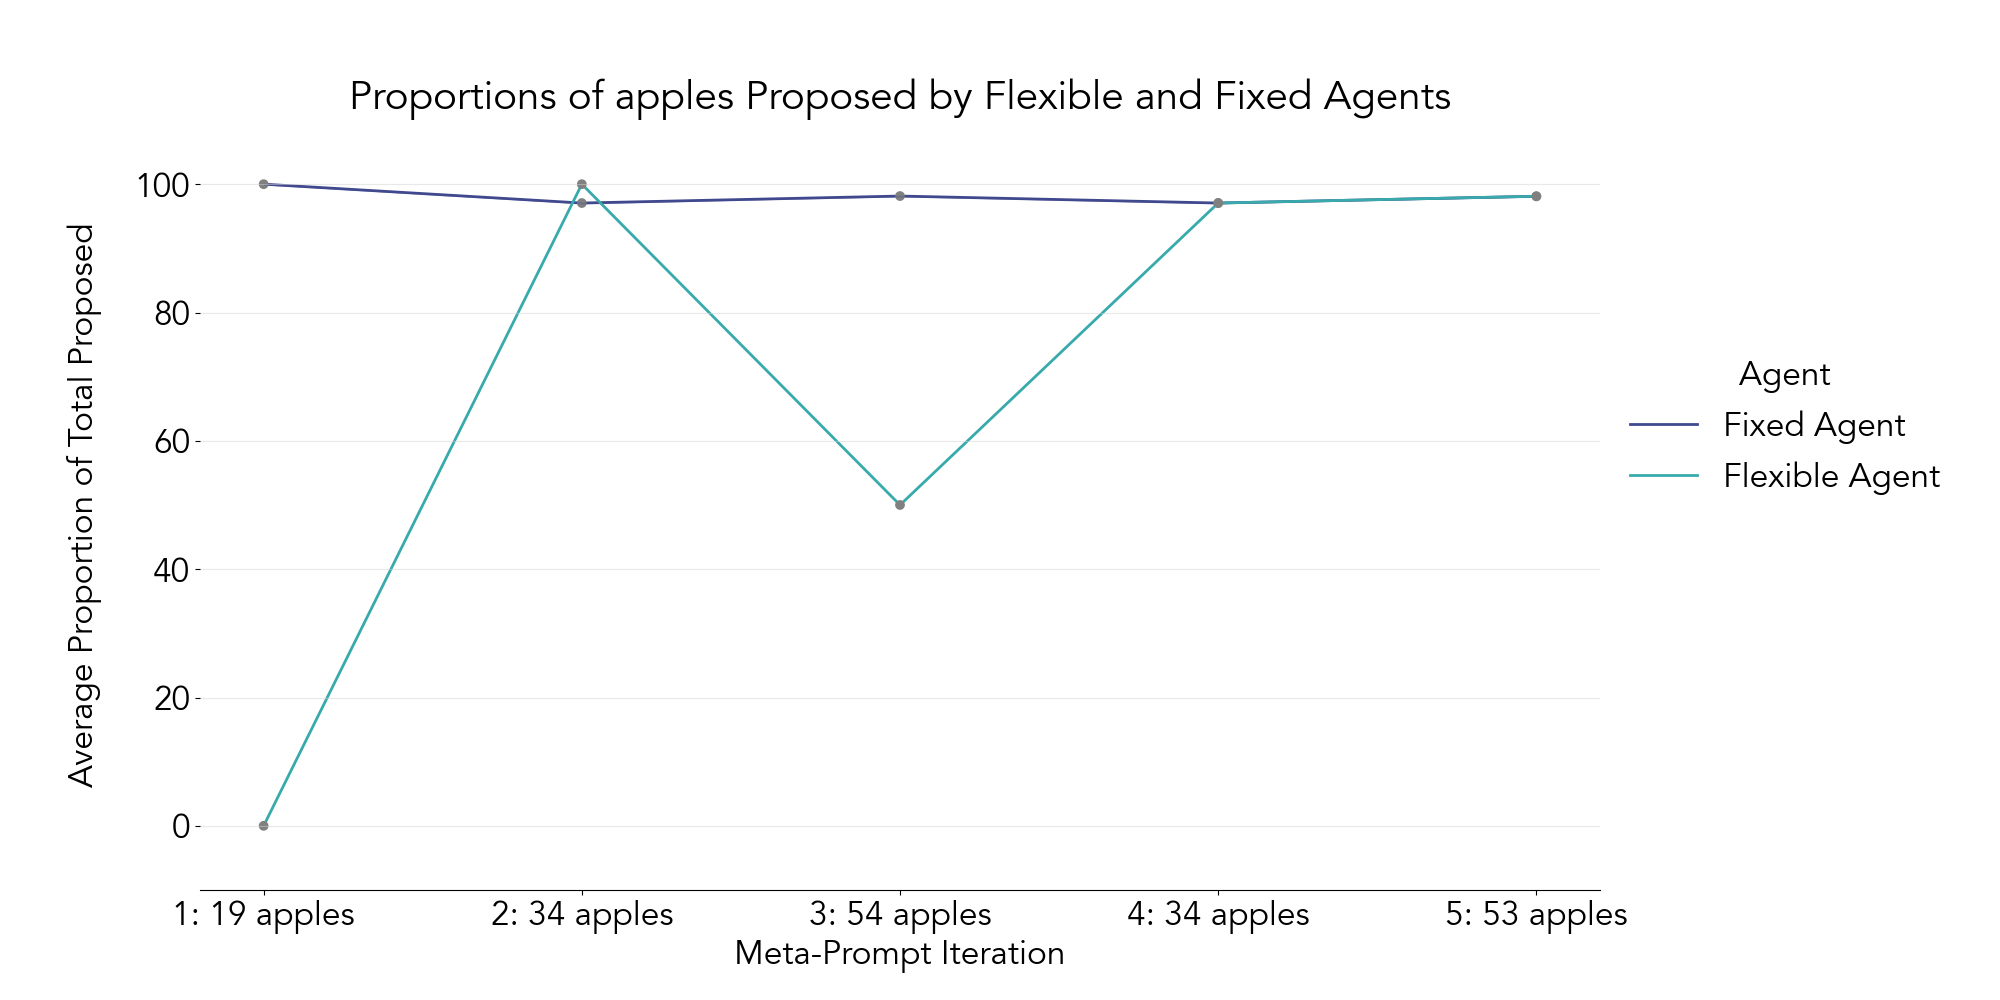 Proportions of apples Proposed by Flexible and Fixed Agents
Average Proportion of Total Proposed
100
80
60
40
20
0
1: 19 apples
2: 34 apples
3: 54 apples
4: 34 apples
5: 53 apples
Meta-Prompt Iteration
Agent
Fixed Agent
Flexible Agent